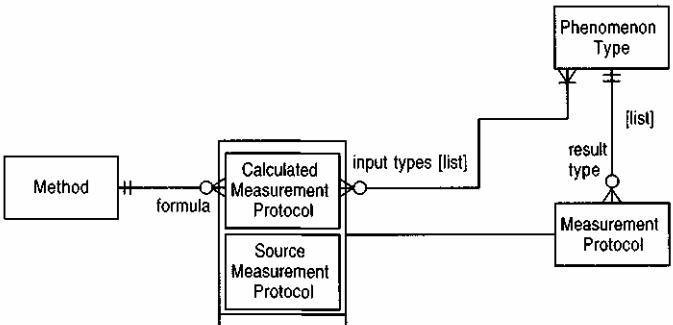 Phenomenon
Type
[list]
result
type
Calculated
Measurement
Protocol
input types [list]
Method
formula
Measurement
Protocol
Source
Measurement
Protocol